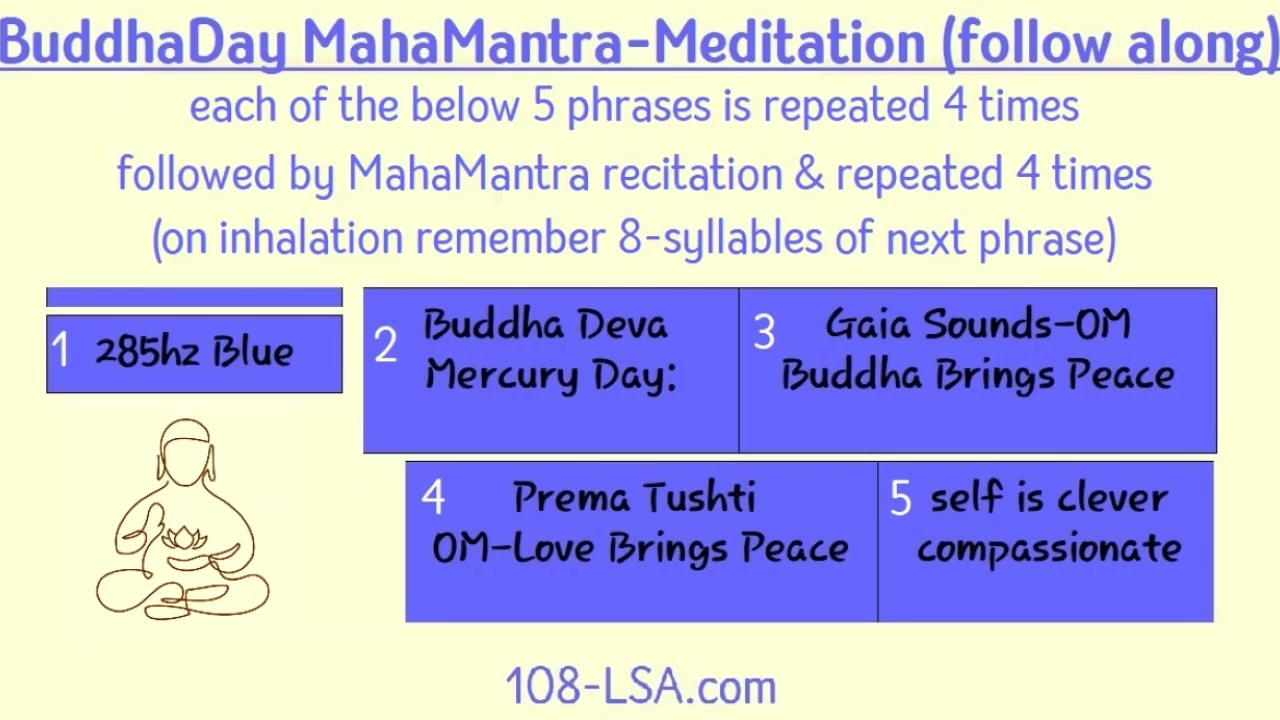 BuddhaDay MahaMantra-Meditation (follow along)
each of the below 5 phrases is repeated 4 times
followed by MahaMantra recitation & repeated 4 times
(on inhalation remember 8-syllables of next phrase)
1 285hz Blue
2 Buddha Deva
Mercury Day:
3 Gaia Sounds-OM
Buddha Brings Peace
4 Prema Tushti
OM-Love Brings Peace
5 self is clever
compassionate
108-LSA.com